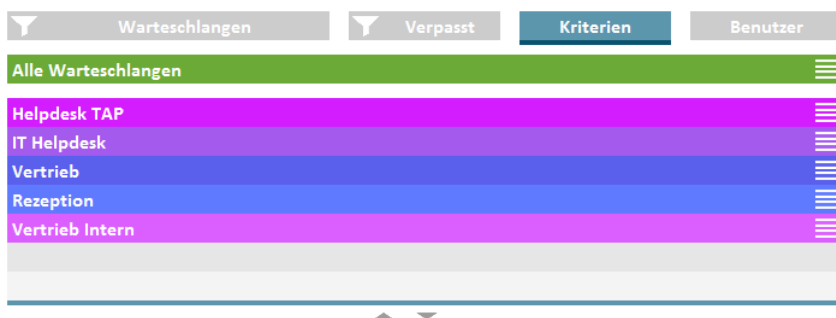 Warteschlangen Verpasst Kriterien Benutzer
Alle Warteschlangen
Helpdesk TAP
IT Helpdesk
Vertrieb
Rezeption
Vertrieb Intern